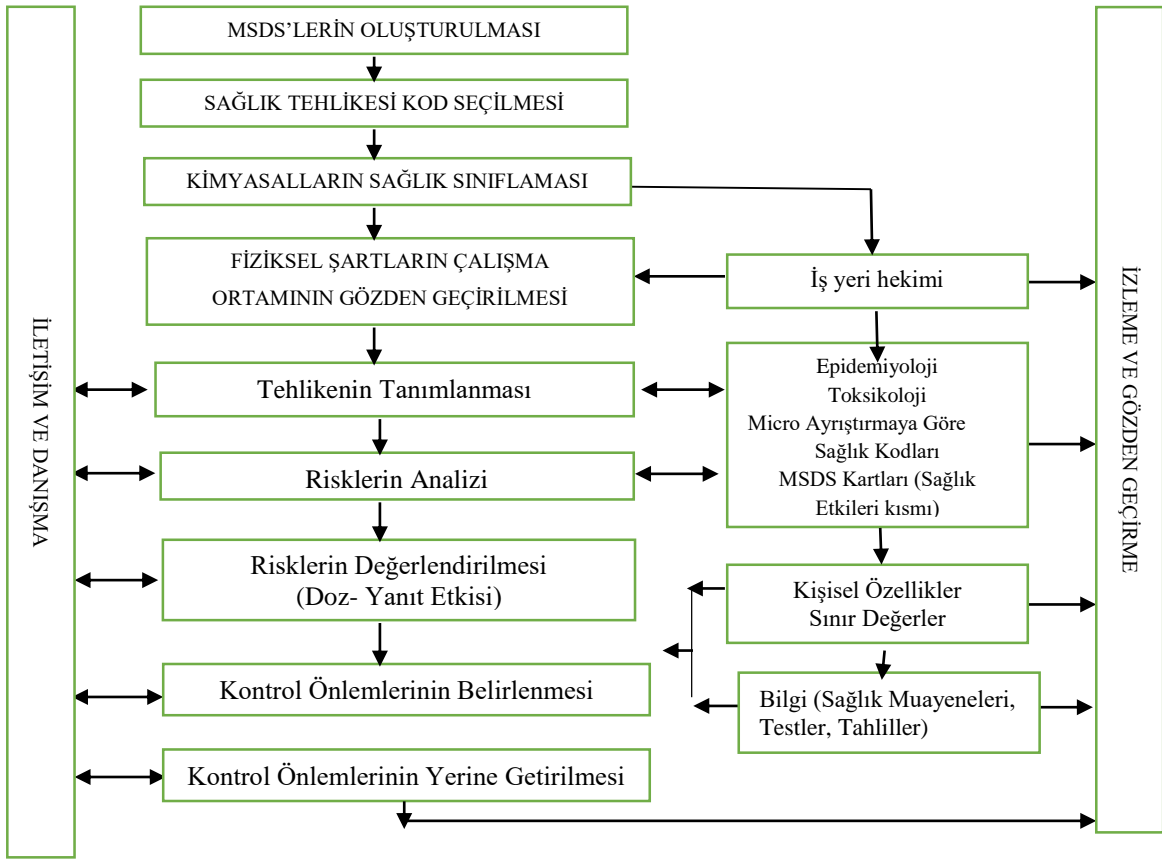 MSDS’LERİN OLUŞTURULMASI
SAĞLIK TEHLİKESİ KOD SEÇİLMESİ
KİMYASALLARIN SAĞLIK SINIFLAMASI
FİZİKSEL ŞARTLARIN ÇALIŞMA
ORTAMININ GÖZDEN GEÇİRİLMESİ
Tehlikenin Tanımlanması
Risklerin Analizi
Risklerin Değerlendirilmesi
(Doz- Yanıt Etkisi)
Kontrol Önlemlerinin Belirlenmesi
Kontrol Önlemlerinin Yerine Getirilmesi
İş yeri hekimi
Epidemiyoloji
Toksikoloji
Micro Ayrıştırmaya Göre
Sağlık Kodları
MSDS Kartları (Sağlık
Etkileri kısmı)
Kişisel Özellikler
Sınır Değerler
Bilgi (Sağlık Muayeneleri,
Testler, Tahliller)
İLETİŞİM VE DANIŞMA
İZLEME VE GÖZDEN GEÇİRME